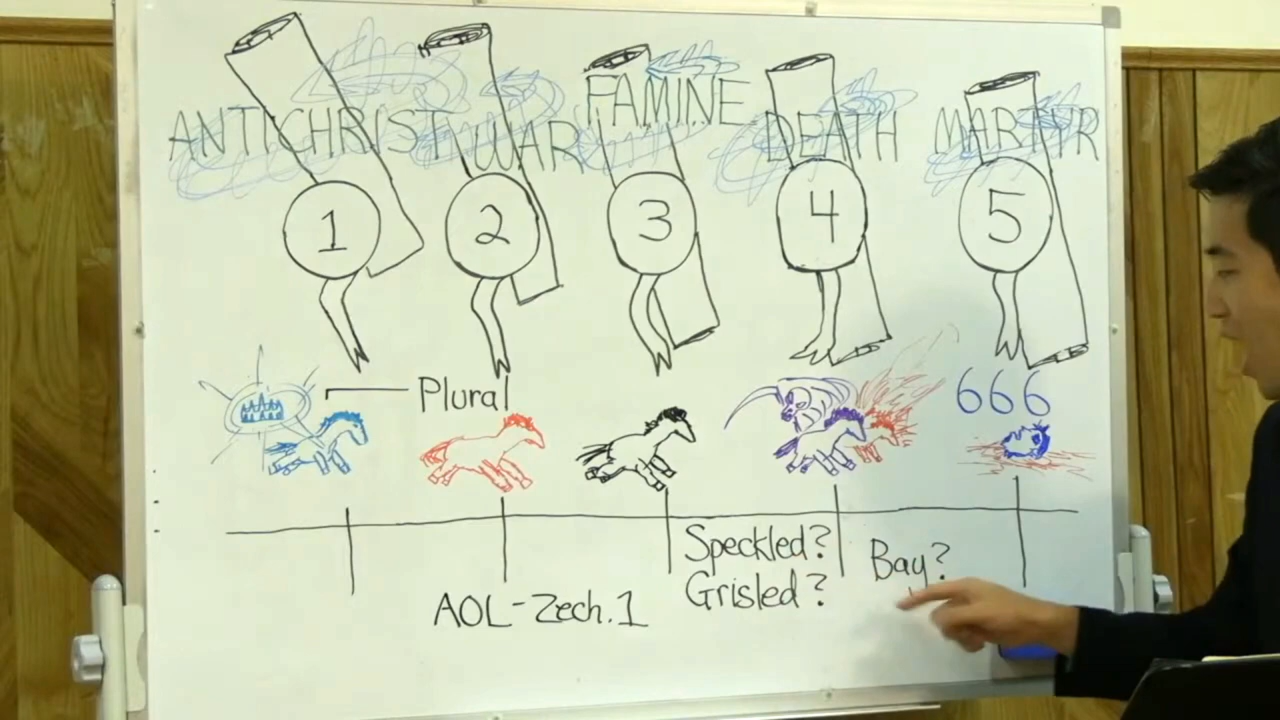 ANTICHRIST WAR FAMINE DEATH MARTYR
1 2 3 4 5
Plural
666
Speckled?
Grisled?
Bay?
AOL-Zech.1